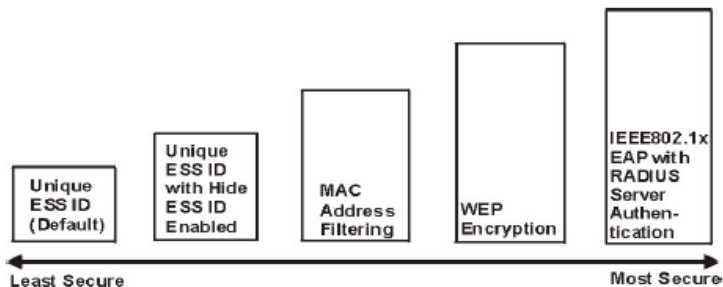 Unique
ESS ID
(Default)
Unique
ESS ID
with Hide
ESS ID
Enabled
MAC
Address
Filtering
WEP
Encryption
IEEE802.1x
EAP with
RADIUS
Server
Authen-
tication
Least Secure
Most Secure